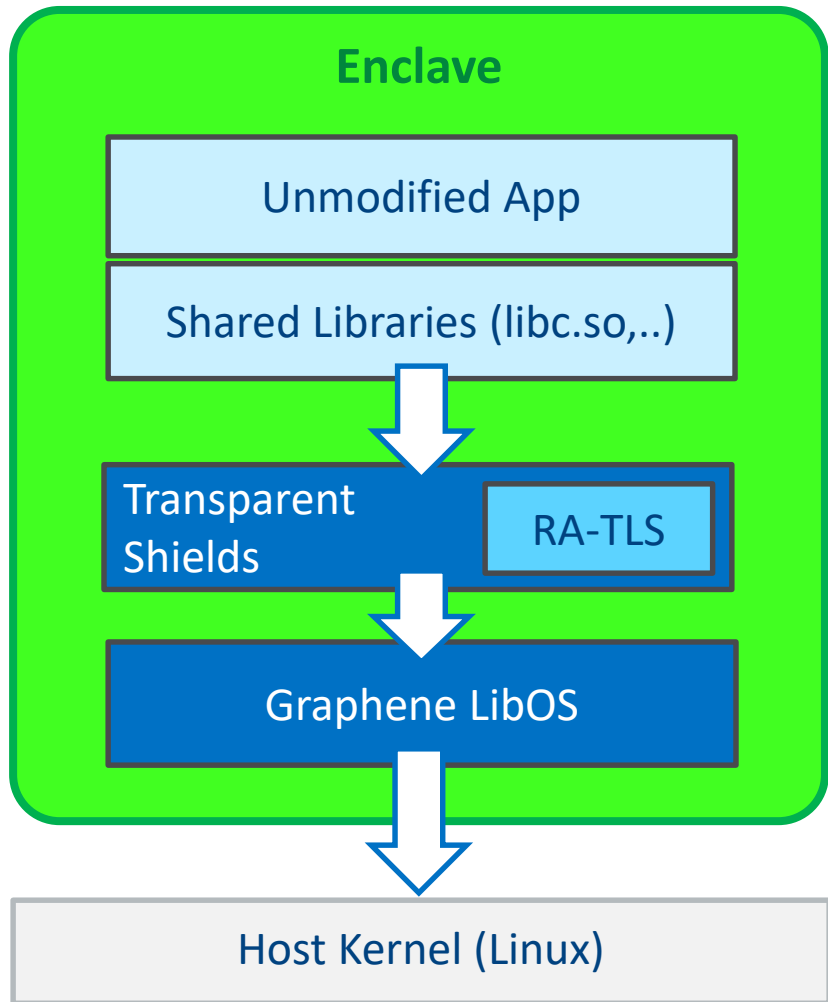 Enclave
Unmodified App
Shared Libraries (libc.so,..)
Transparent
Shields
RA-TLS
Graphene LibOS
Host Kernel (Linux)